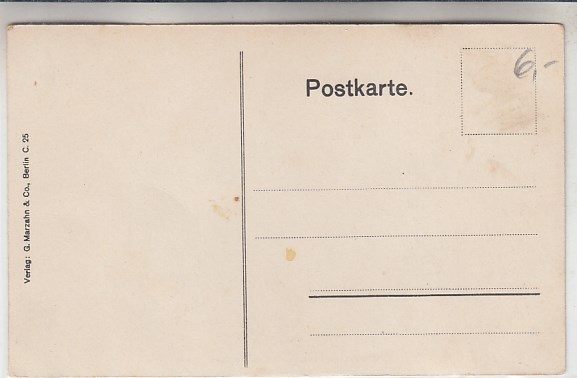 Postkarte.
6,-
Verlag: G. Marzahn & Co., Berlin C. 25